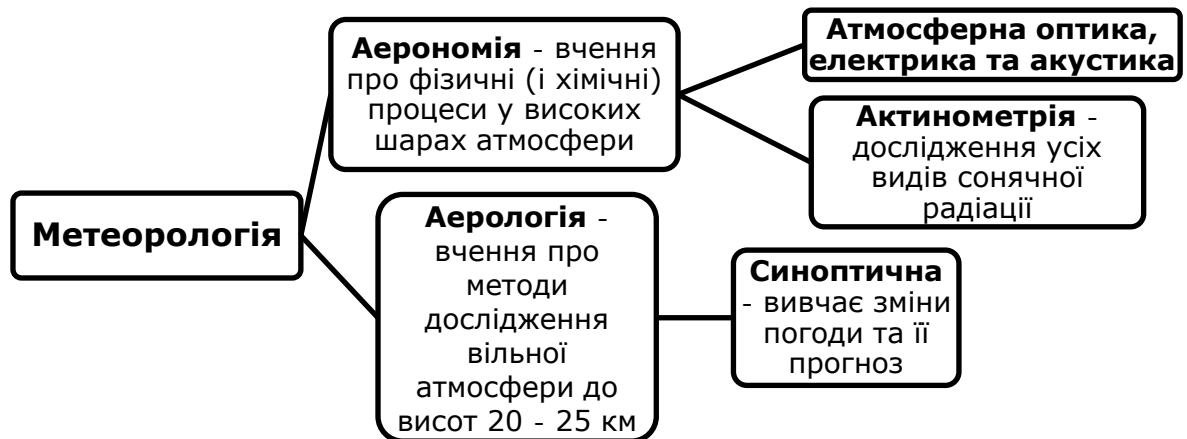 Метеорологія
Аерономія - вчення
про фізичні (і хімічні)
процеси у високих
шарах атмосфери
Атмосферна оптика,
електрика та акустика
Актинометрія -
дослідження усіх
видів сонячної
радіації
Аерологія -
вчення про
методи
дослідження
вільної
атмосфери до
висот 20 - 25 км
Синоптична
- вивчає зміни
погоди та її
прогноз